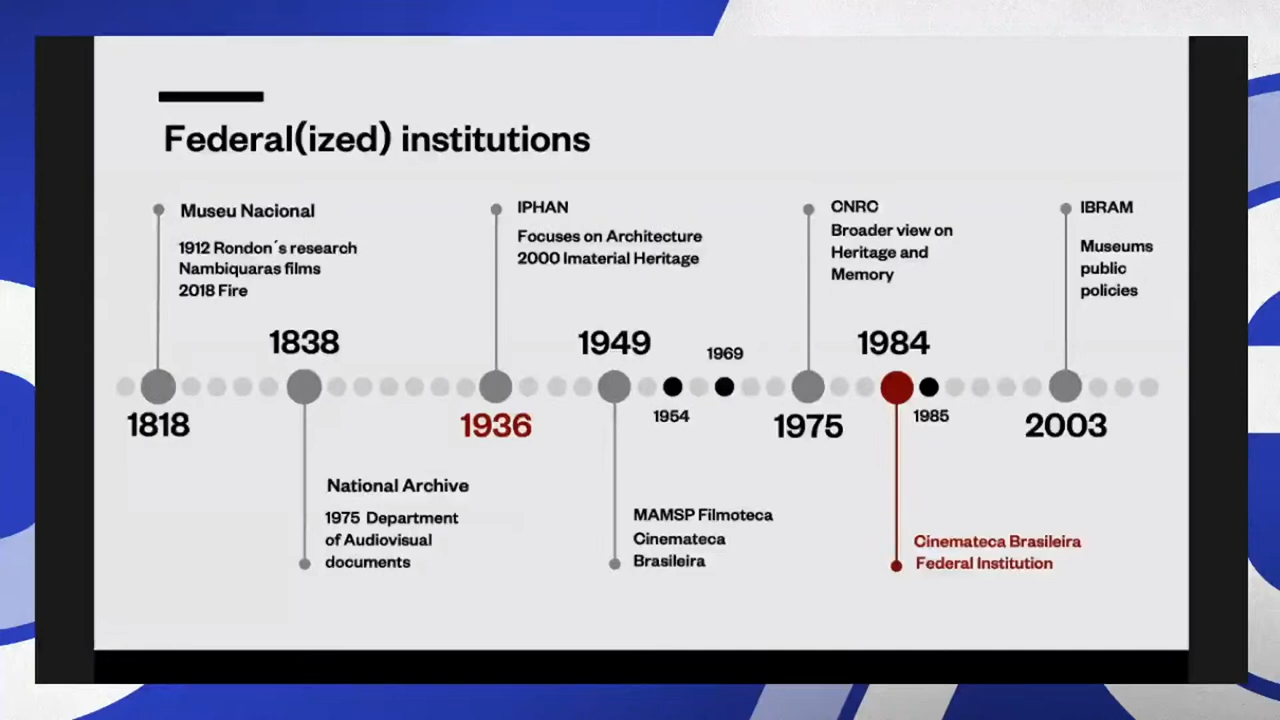 Federal(ized) institutions
Museu Nacional
1912 Rondon´s research
Nambiquaras films
2018 Fire
IPHAN
Focuses on Architecture
2000 Imaterial Heritage
CNRC
Broader view on
Heritage and
Memory
IBRAM
Museums
public
policies
1838
1949
1969
1984
1818
1936
1954
1975
1985
2003
National Archive
1975 Department
of Audiovisual
documents
MAMSP Filmoteca
Cinemateca
Brasileira
Cinemateca Brasileira
Federal Institution